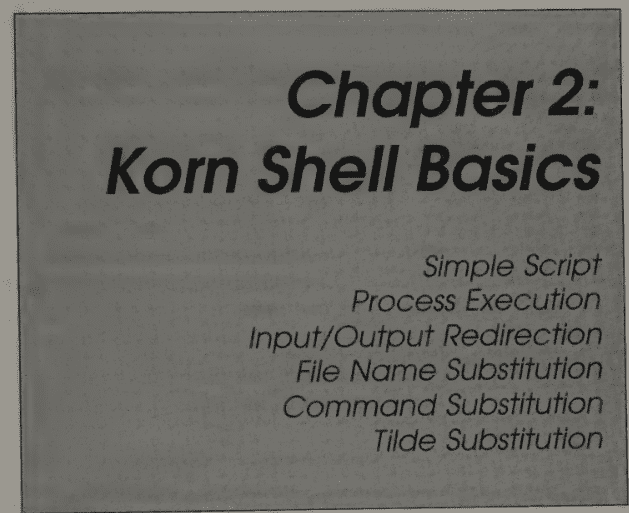 Chapter 2:
Korn Shell Basics
Simple Script
Process Execution
Input/Output Redirection
File Name Substitution
Command Substitution
Tilde Substitution